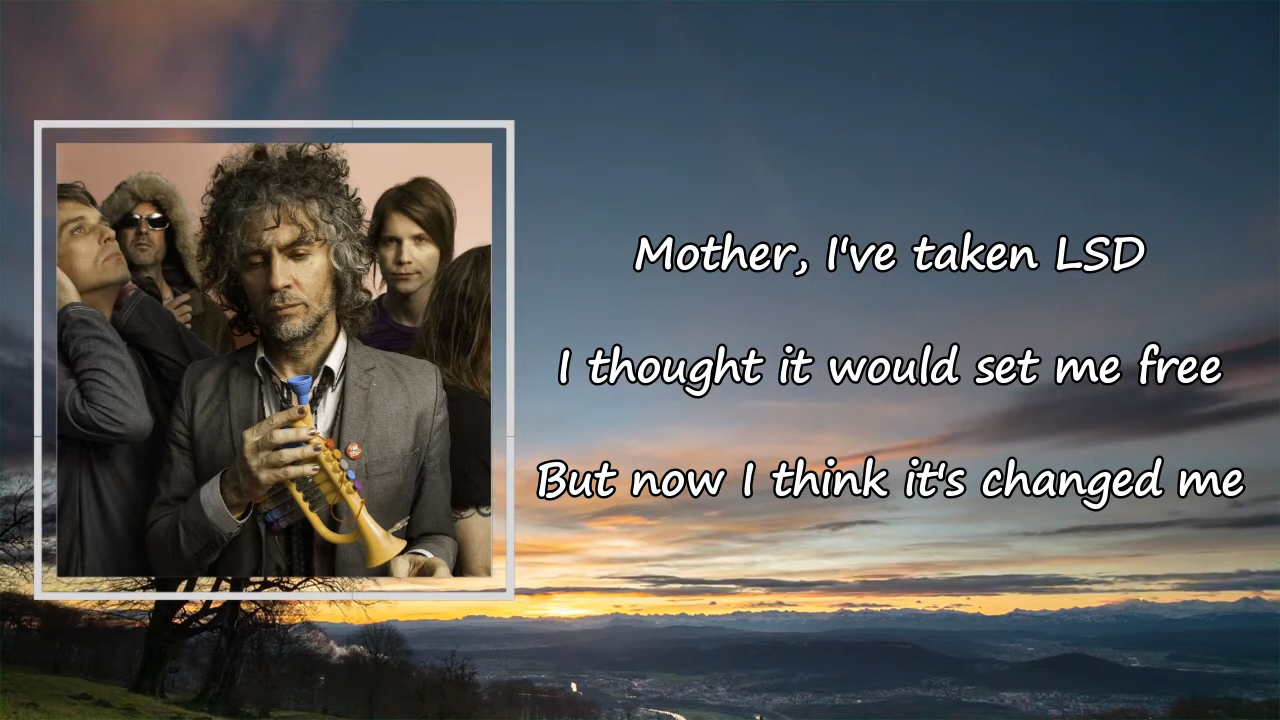 Mother, I've taken LSD
I thought it would set me free
But now I think it's changed me